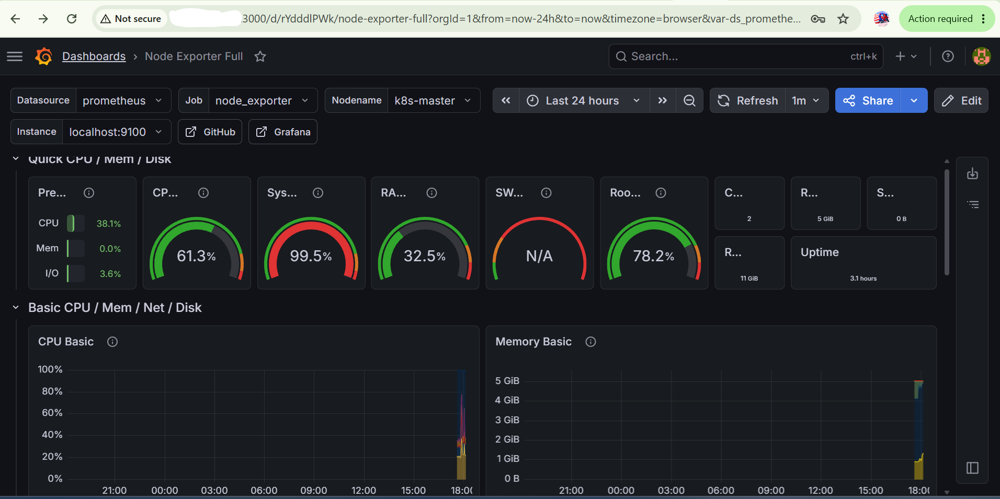 Not secure
:3000/d/rYdddlPWk/node-exporter-full?orgId=1&from=now-24h&to=now&timezone=browser&var-ds_promethe...
Action required
Dashboards › Node Exporter Full
Search...
ctrl+k
Datasource prometheus
Job node_exporter
Nodename k8s-master
Last 24 hours
Refresh
1m
Share
Edit
Instance localhost:9100
GitHub
Grafana
Quick CPU / Mem / Disk
Pre...
CPU 38.1%
Mem 0.0%
I/O 3.6%
CP...
61.3%
Sys...
99.5%
RA...
32.5%
SW...
N/A
Roo...
78.2%
C...
2
R...
5 GiB
S...
0 B
R...
11 GiB
Uptime
3.1 hours
Basic CPU / Mem / Net / Disk
CPU Basic
100%
80%
60%
40%
20%
0%
21:00 00:00 03:00 06:00 09:00 12:00 15:00 18:00
Memory Basic
5 GiB
4 GiB
3 GiB
2 GiB
1 GiB
0 B
21:00 00:00 03:00 06:00 09:00 12:00 15:00 18:00